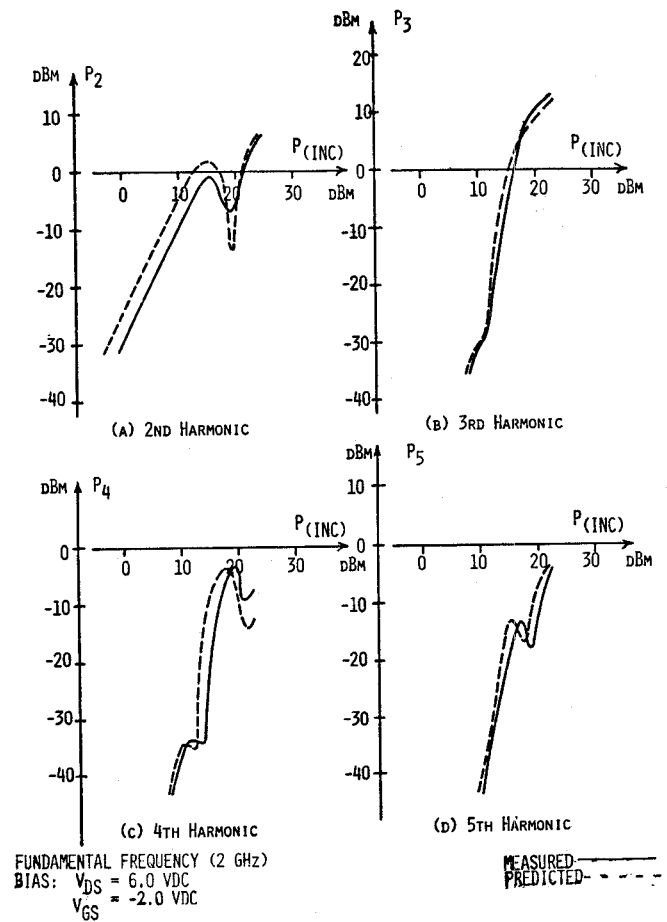 DBM P2
10
0
-10
-20
-30
-40
P(INC)
0 10 20 30 DBM
(A) 2ND HARMONIC
DBM P3
20
10
0
-10
-20
-30
-40
P(INC)
0 10 20 30 DBM
(B) 3RD HARMONIC
DBM P4
0
-10
-20
-30
-40
P(INC)
0 10 20 30 DBM
(C) 4TH HARMONIC
DBM P5
10
0
-10
-20
-30
-40
P(INC)
0 10 20 30 DBM
(D) 5TH HARMONIC
FUNDAMENTAL FREQUENCY (2 GHZ)
BIAS: VDS = 6.0 VDC
VGS = -2.0 VDC
MEASURED
PREDICTED